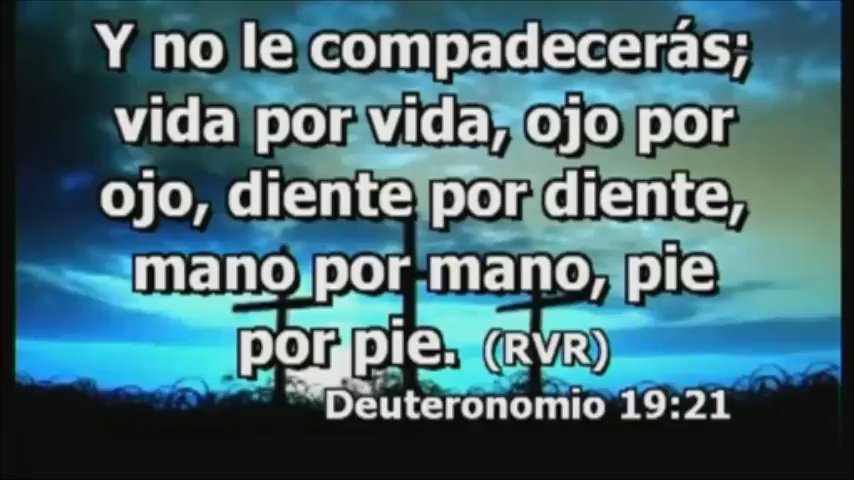 Y no le compadecerás;
vida por vida, ojo por
ojo, diente por diente,
mano por mano, pie
por pie. (RVR)
Deuteronomio 19:21